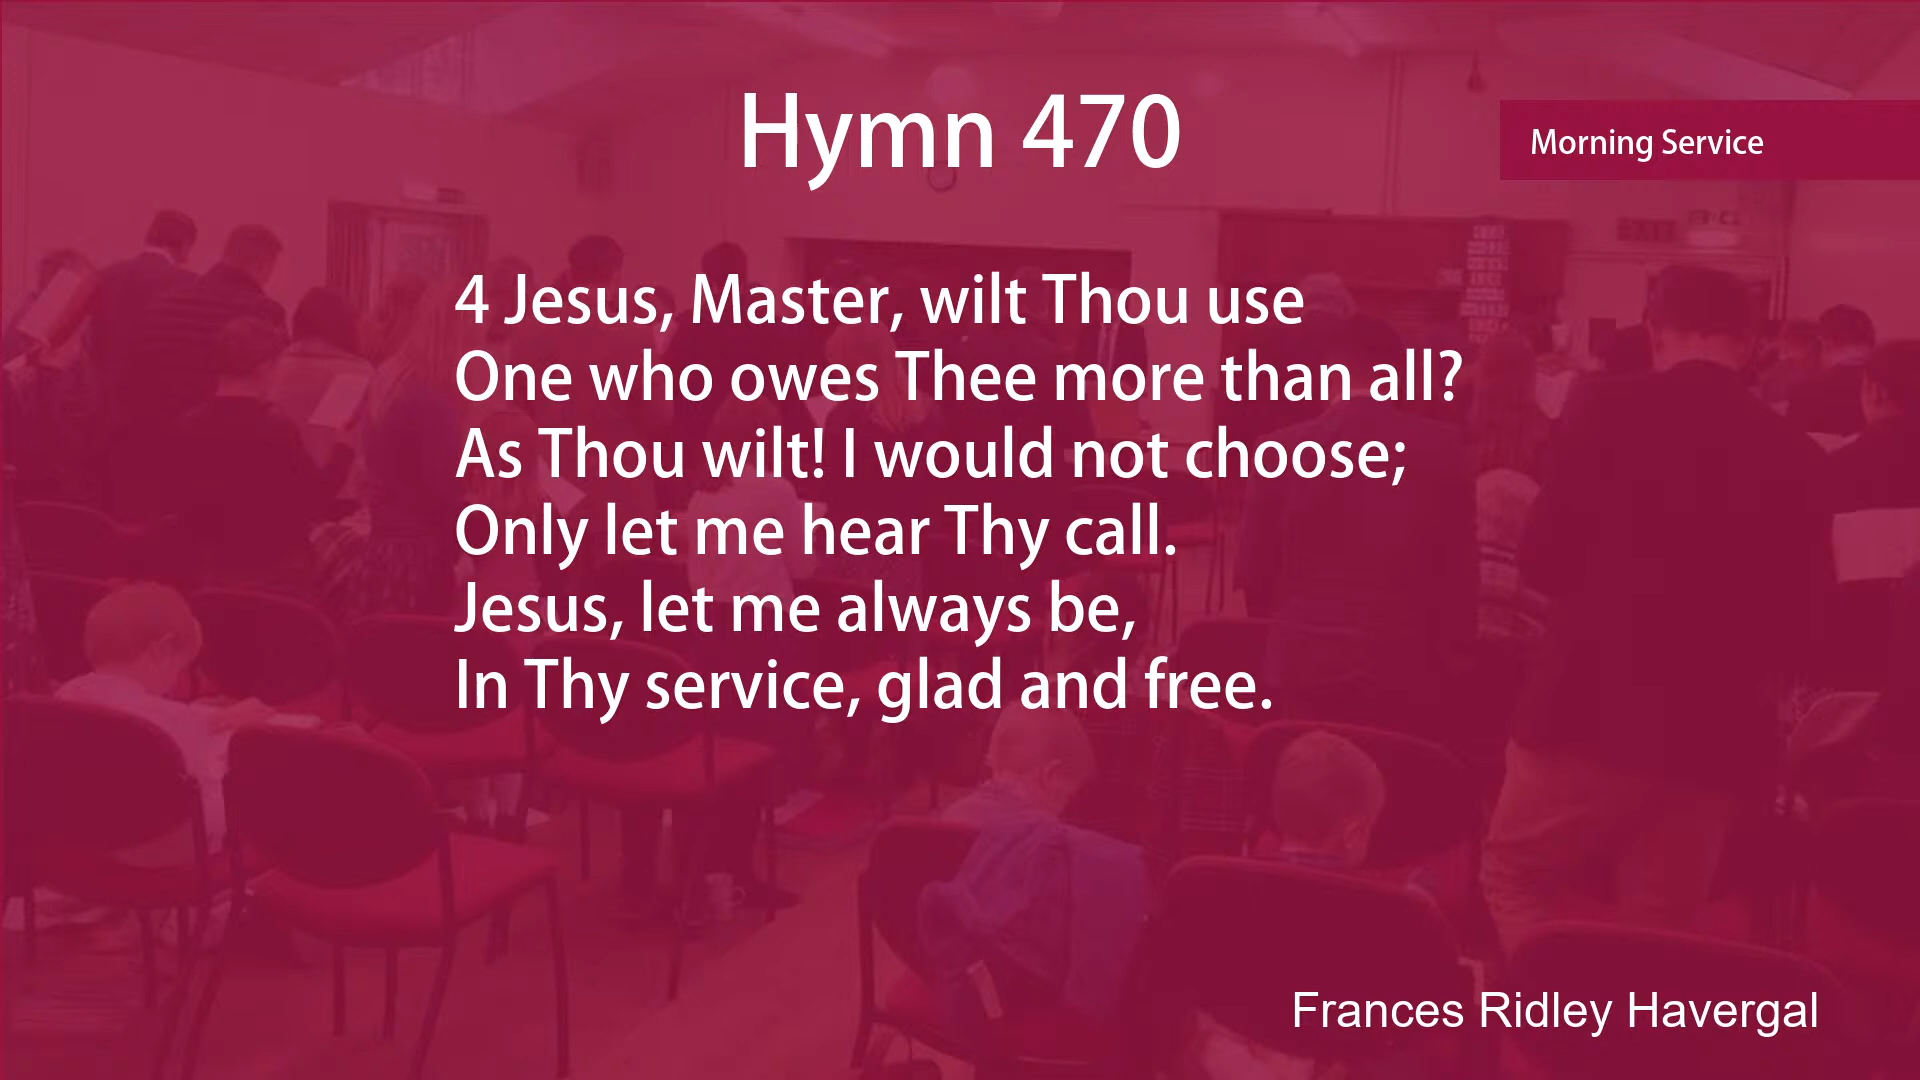 Hymn 470
Morning Service
4 Jesus, Master, wilt Thou use
One who owes Thee more than all?
As Thou wilt! I would not choose;
Only let me hear Thy call.
Jesus, let me always be,
In Thy service, glad and free.
Frances Ridley Havergal